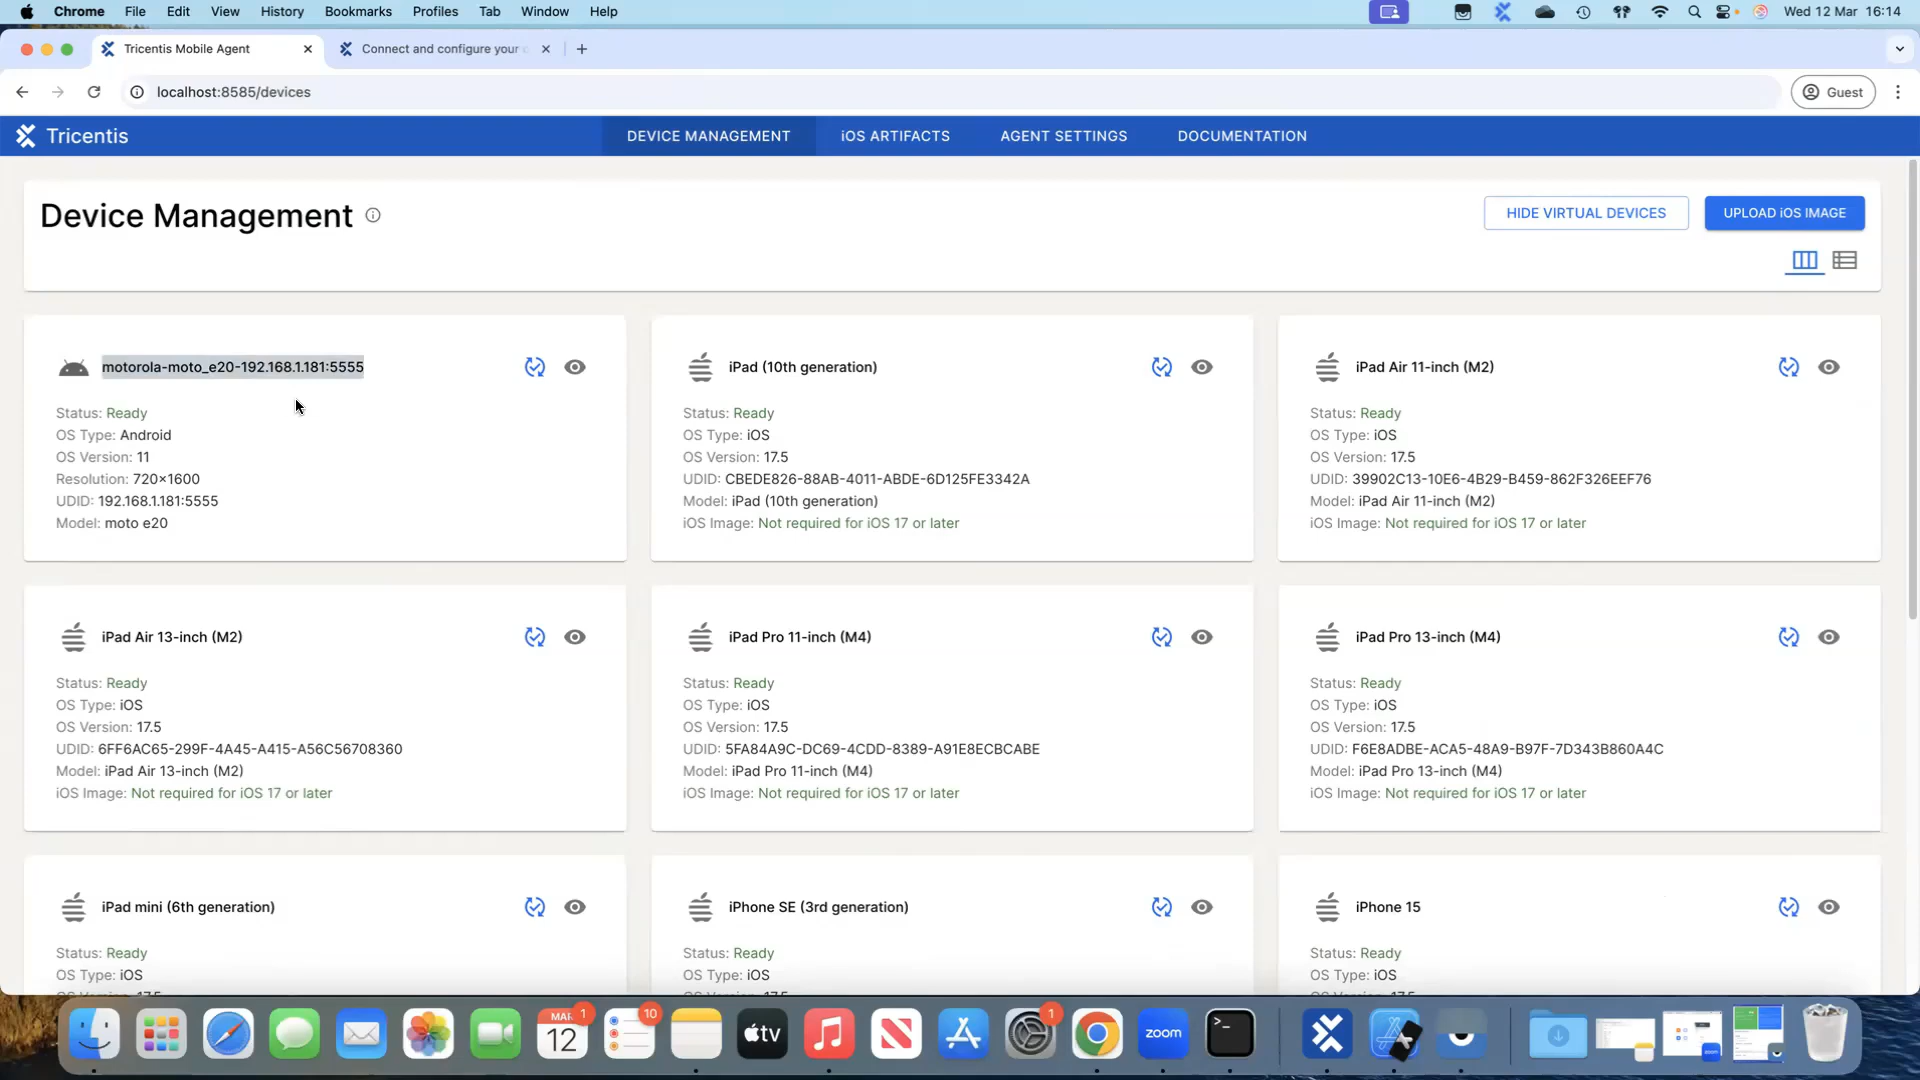 Chrome File Edit View History Bookmarks Profiles Tab Window Help Wed 12 Mar 16:14
Tricentis Mobile Agent Connect and configure your
localhost:8585/devices Guest
Tricentis DEVICE MANAGEMENT iOS ARTIFACTS AGENT SETTINGS DOCUMENTATION
Device Management HIDE VIRTUAL DEVICES UPLOAD iOS IMAGE
motorola-moto_e20-192.168.1.181:5555
Status: Ready
OS Type: Android
OS Version: 11
Resolution: 720×1600
UDID: 192.168.1.181:5555
Model: moto e20
iPad (10th generation)
Status: Ready
OS Type: iOS
OS Version: 17.5
UDID: CBEDE826-88AB-4011-ABDE-6D125FE3342A
Model: iPad (10th generation)
iOS Image: Not required for iOS 17 or later
iPad Air 11-inch (M2)
Status: Ready
OS Type: iOS
OS Version: 17.5
UDID: 39902C13-10E6-4B29-B459-862F326EEF76
Model: iPad Air 11-inch (M2)
iOS Image: Not required for iOS 17 or later
iPad Air 13-inch (M2)
Status: Ready
OS Type: iOS
OS Version: 17.5
UDID: 6FF6AC65-299F-4A45-A415-A56C56708360
Model: iPad Air 13-inch (M2)
iOS Image: Not required for iOS 17 or later
iPad Pro 11-inch (M4)
Status: Ready
OS Type: iOS
OS Version: 17.5
UDID: 5FA84A9C-DC69-4CDD-8389-A91E8ECBCABE
Model: iPad Pro 11-inch (M4)
iOS Image: Not required for iOS 17 or later
iPad Pro 13-inch (M4)
Status: Ready
OS Type: iOS
OS Version: 17.5
UDID: F6E8ADBE-ACA5-48A9-B97F-7D343B860A4C
Model: iPad Pro 13-inch (M4)
iOS Image: Not required for iOS 17 or later
iPad mini (6th generation)
Status: Ready
OS Type: iOS
iPhone SE (3rd generation)
Status: Ready
OS Type: iOS
iPhone 15
Status: Ready
OS Type: iOS
MAR 12 1 10 tv 1 zoom